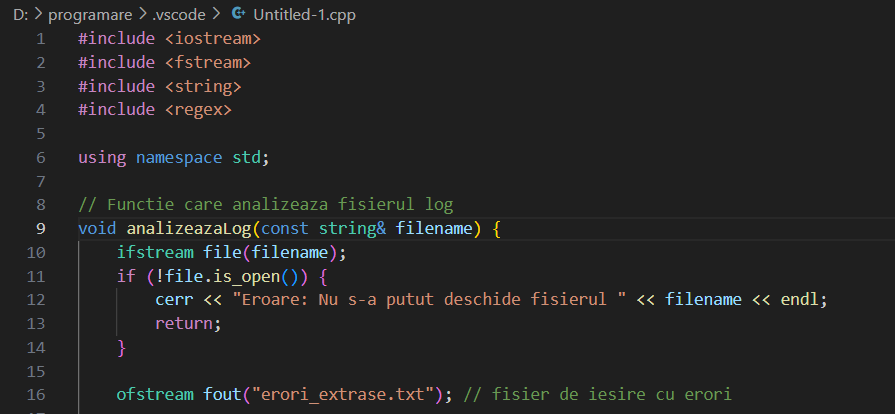 D: > programare > .vscode > Untitled-1.cpp
1 #include <iostream>
2 #include <fstream>
3 #include <string>
4 #include <regex>
5
6 using namespace std;
7
8 // Functie care analizeaza fisierul log
9 void analizeazaLog(const string& filename) {
10 ifstream file(filename);
11 if (!file.is_open()) {
12 cerr << "Eroare: Nu s-a putut deschide fisierul " << filename << endl;
13 return;
14 }
15
16 ofstream fout("erori_extrase.txt"); // fisier de iesire cu erori